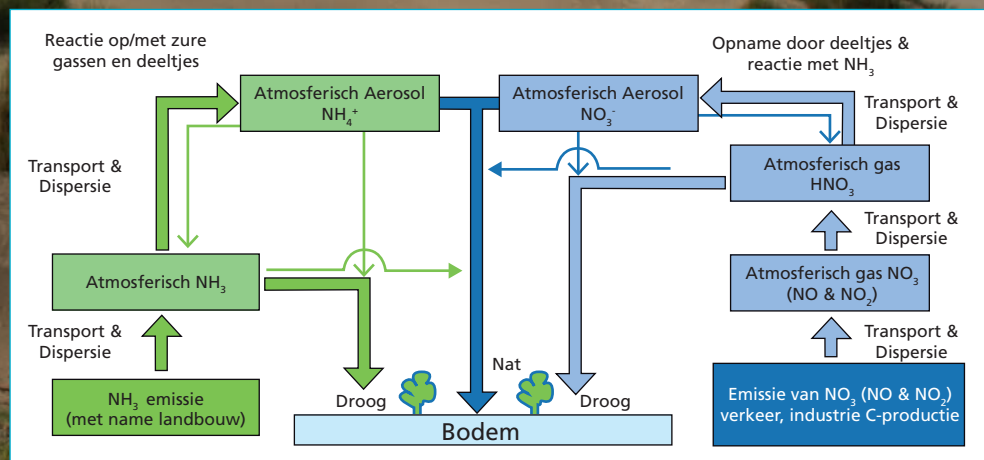 Reactie op/met zure
gassen en deeltjes
Opname door deeltjes &
reactie met NH₃
Atmosferisch Aerosol
NH₄⁺
Atmosferisch Aerosol
NO₃⁻
Transport &
Dispersie
Transport &
Dispersie
Atmosferisch gas
HNO₃
Transport &
Dispersie
Atmosferisch NH₃
Atmosferisch gas NO₃
(NO & NO₂)
Transport &
Dispersie
Transport &
Dispersie
NH₃ emissie
(met name landbouw)
Droog
Nat
Droog
Emissie van NO₃ (NO & NO₂)
verkeer, industrie C-productie
Bodem